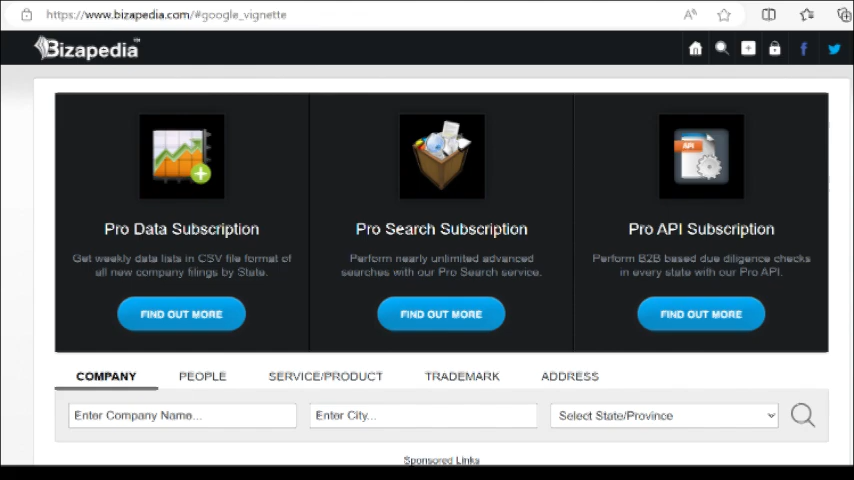 https://www.bizapedia.com/#google_vignette
Bizapedia™
Pro Data Subscription
Get weekly data lists in CSV file format of
all new company filings by State.
FIND OUT MORE
Pro Search Subscription
Perform nearly unlimited advanced
searches with our Pro Search service.
FIND OUT MORE
API
Pro API Subscription
Perform B2B based due diligence checks
in every state with our Pro API.
FIND OUT MORE
COMPANY PEOPLE SERVICE/PRODUCT TRADEMARK ADDRESS
Enter Company Name... Enter City... Select State/Province
Sponsored Links